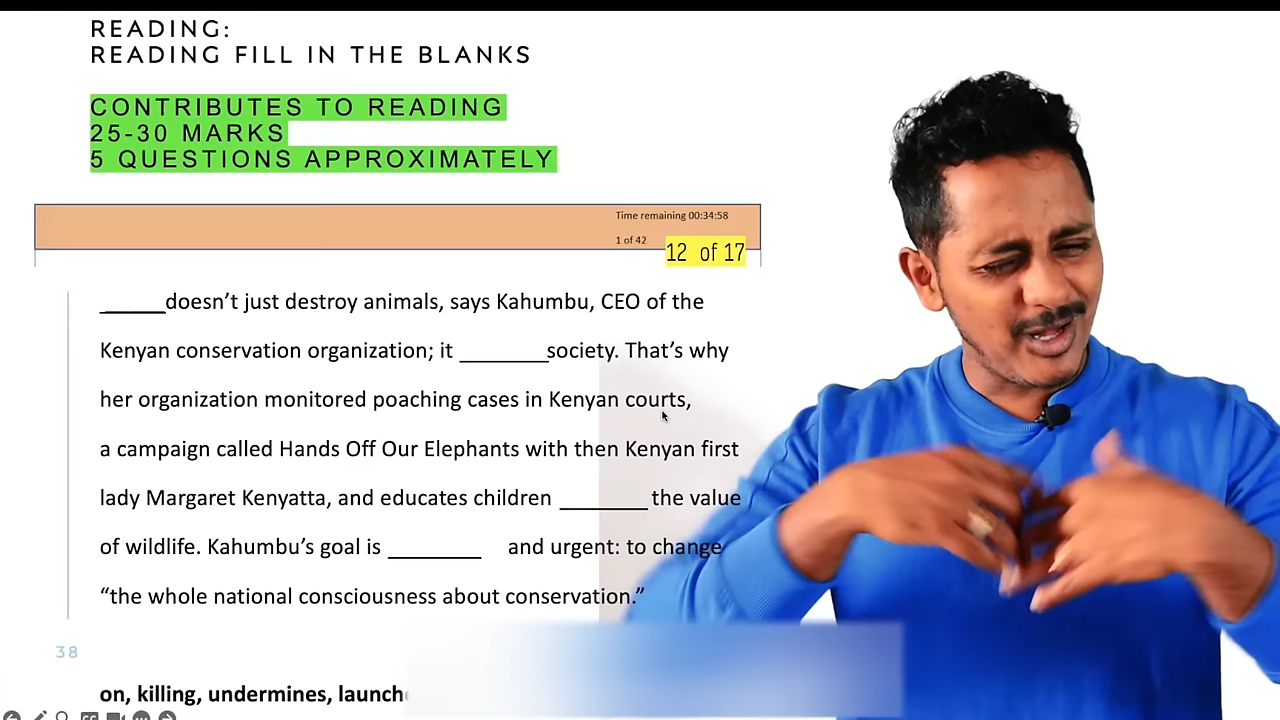 READING:
READING FILL IN THE BLANKS
CONTRIBUTES TO READING
25-30 MARKS
5 QUESTIONS APPROXIMATELY
Time remaining 00:34:58
1 of 42
12 of 17
______doesn’t just destroy animals, says Kahumbu, CEO of the
Kenyan conservation organization; it ________society. That’s why
her organization monitored poaching cases in Kenyan courts,
a campaign called Hands Off Our Elephants with then Kenyan first
lady Margaret Kenyatta, and educates children ________ the value
of wildlife. Kahumbu’s goal is ________ and urgent: to change
“the whole national consciousness about conservation.”
38
on, killing, undermines,